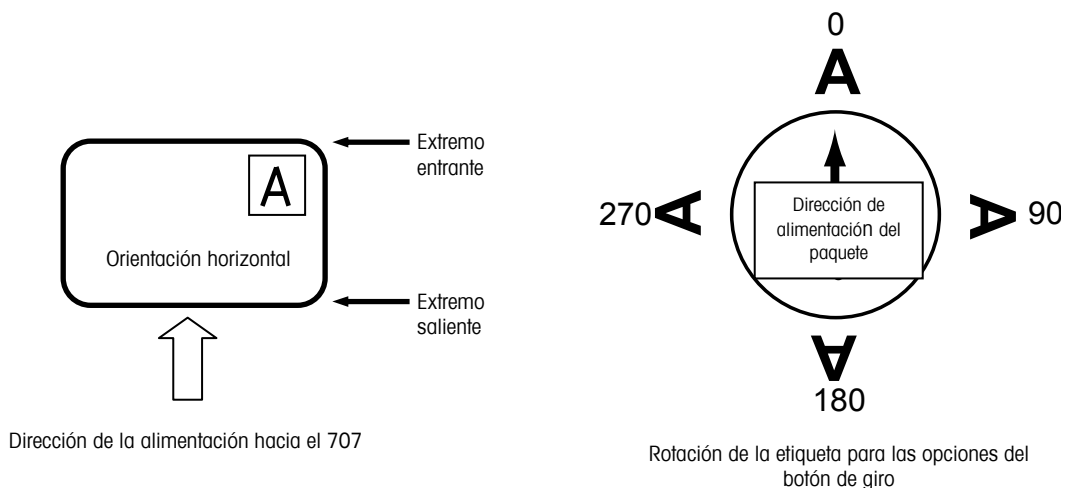 Extremo
entrante
A
Orientación horizontal
Extremo
saliente
Dirección de la alimentación hacia el 707
0
A
270
A
Dirección de
alimentación del
paquete
A
90
A
180
Rotación de la etiqueta para las opciones del
botón de giro